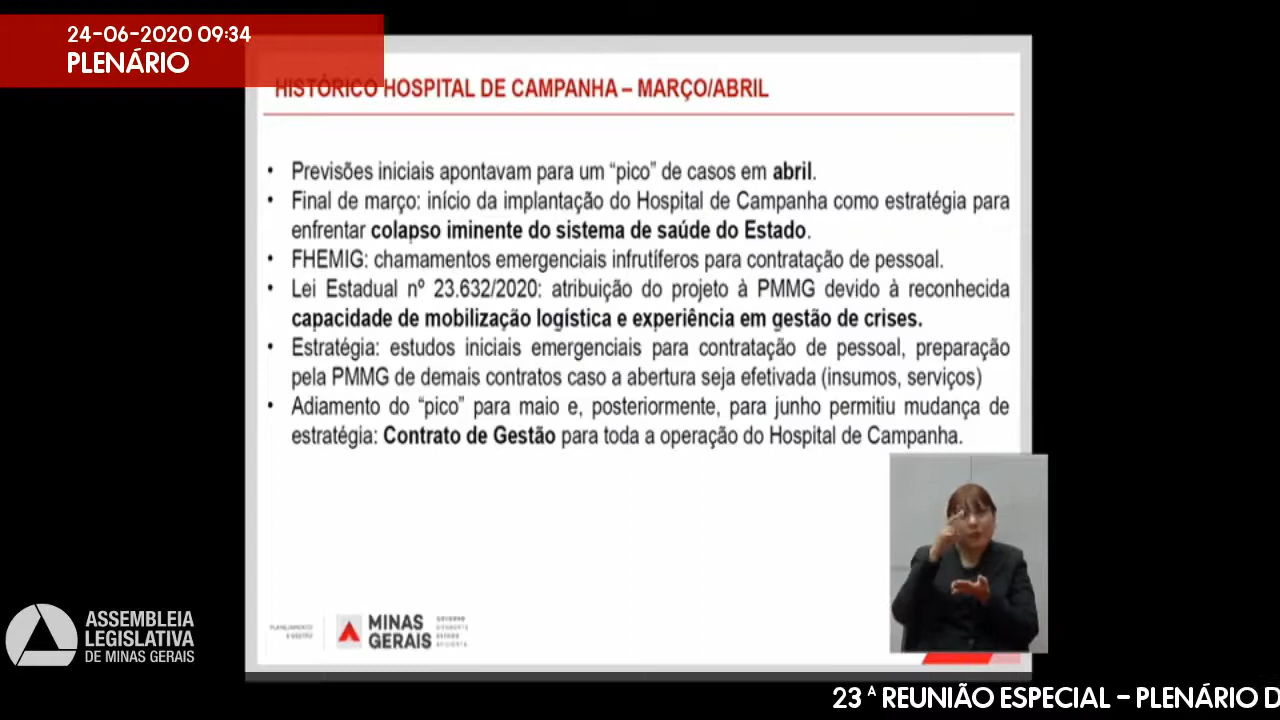 24-06-2020 09:34
PLENÁRIO
HISTÓRICO HOSPITAL DE CAMPANHA – MARÇO/ABRIL
• Previsões iniciais apontavam para um “pico” de casos em abril.
• Final de março: início da implantação do Hospital de Campanha como estratégia para
enfrentar colapso iminente do sistema de saúde do Estado.
• FHEMIG: chamamentos emergenciais infrutíferos para contratação de pessoal.
• Lei Estadual nº 23.632/2020: atribuição do projeto à PMMG devido à reconhecida
capacidade de mobilização logística e experiência em gestão de crises.
• Estratégia: estudos iniciais emergenciais para contratação de pessoal, preparação
pela PMMG de demais contratos caso a abertura seja efetivada (insumos, serviços)
• Adiamento do “pico” para maio e, posteriormente, para junho permitiu mudança de
estratégia: Contrato de Gestão para toda a operação do Hospital de Campanha.
PLANEJAMENTO
E GESTÃO
MINAS
GERAIS
GOVERNO
DIFERENTE
ESTADO
EFICIENTE
ASSEMBLEIA
LEGISLATIVA
DE MINAS GERAIS
23ª REUNIÃO ESPECIAL – PLENÁRIO D